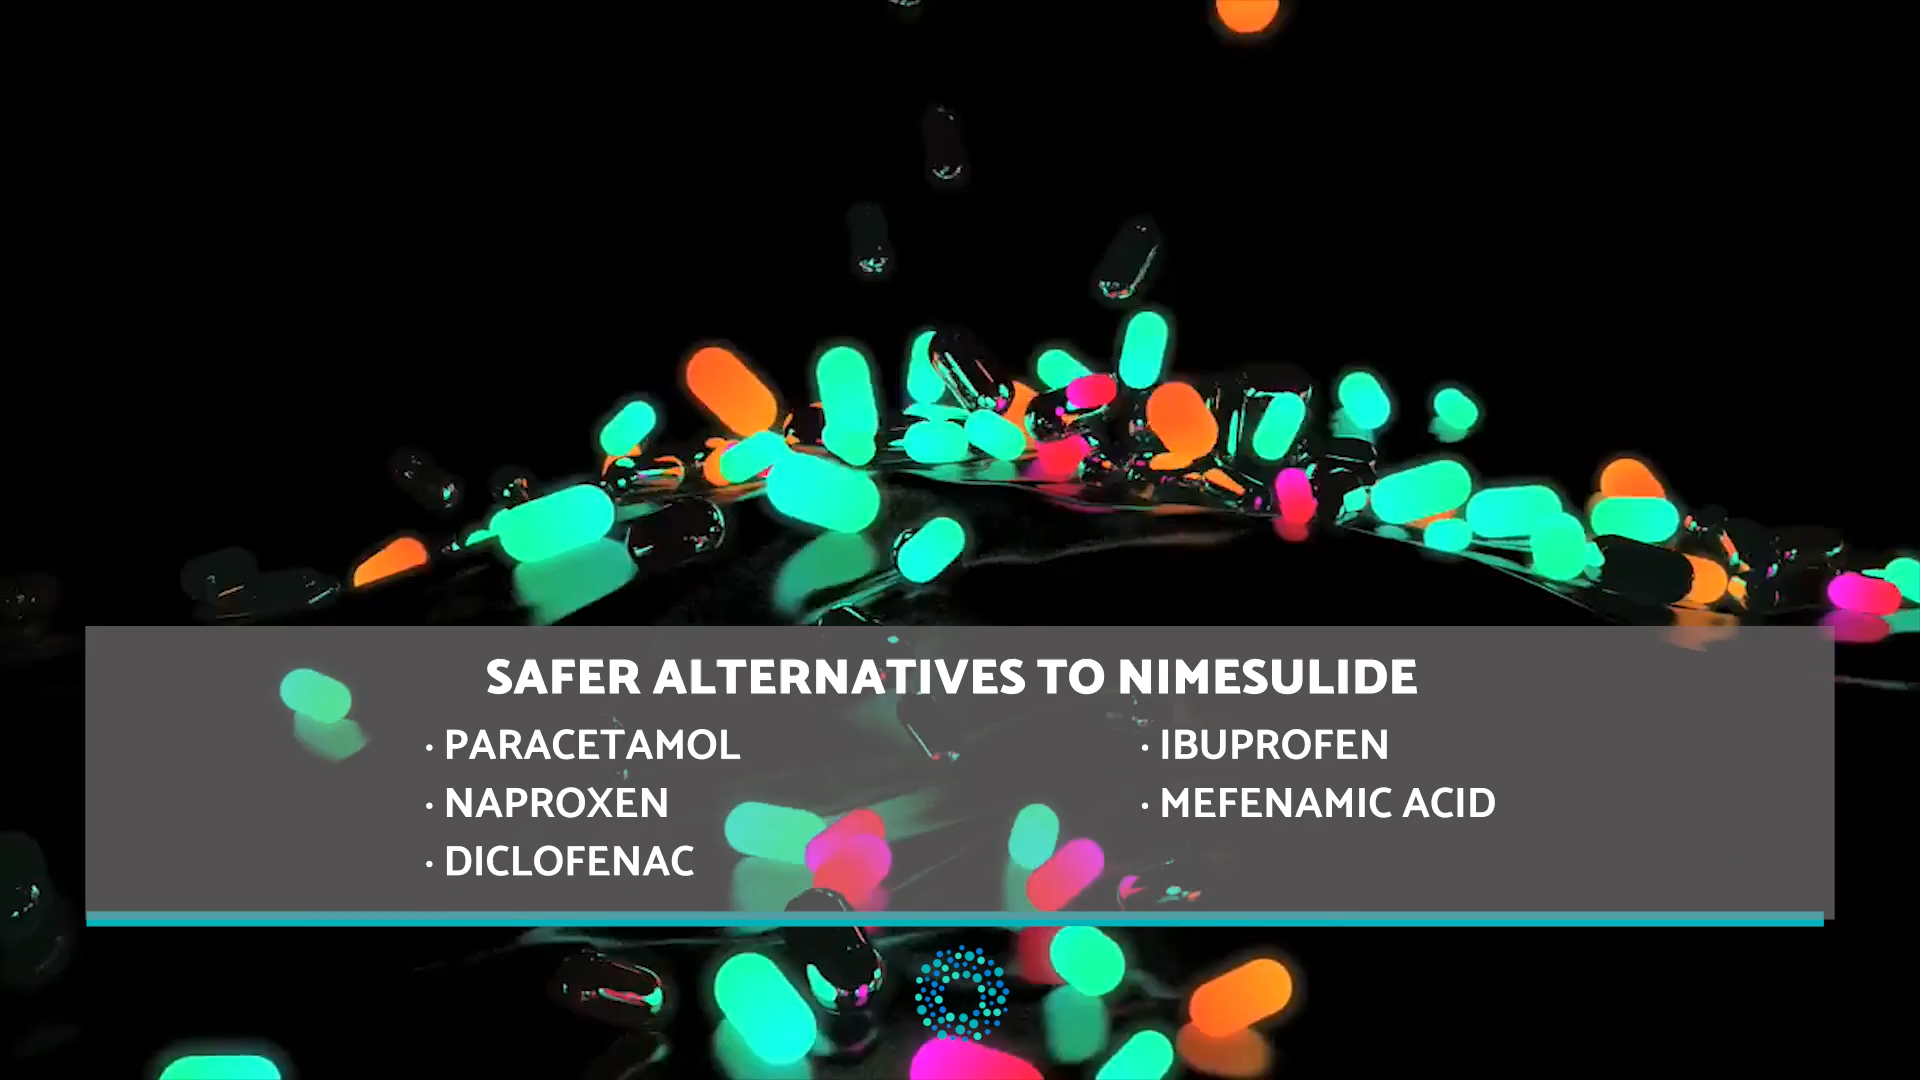 SAFER ALTERNATIVES TO NIMESULIDE
· PARACETAMOL
· NAPROXEN
· DICLOFENAC
· IBUPROFEN
· MEFENAMIC ACID